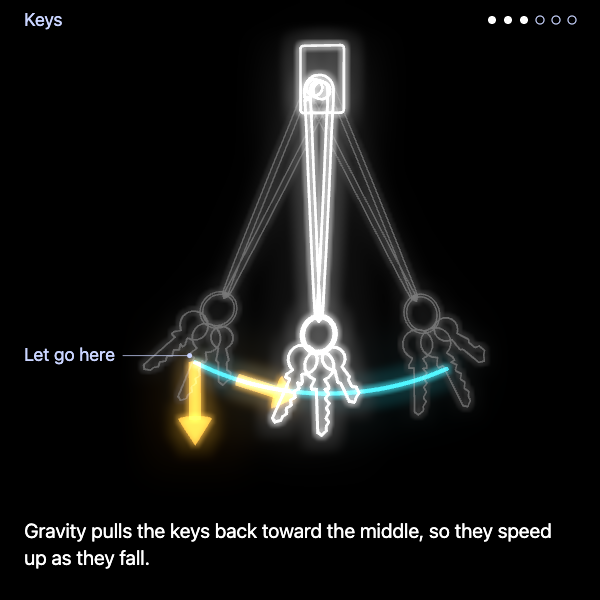 Keys
Let go here
Gravity pulls the keys back toward the middle, so they speed
up as they fall.